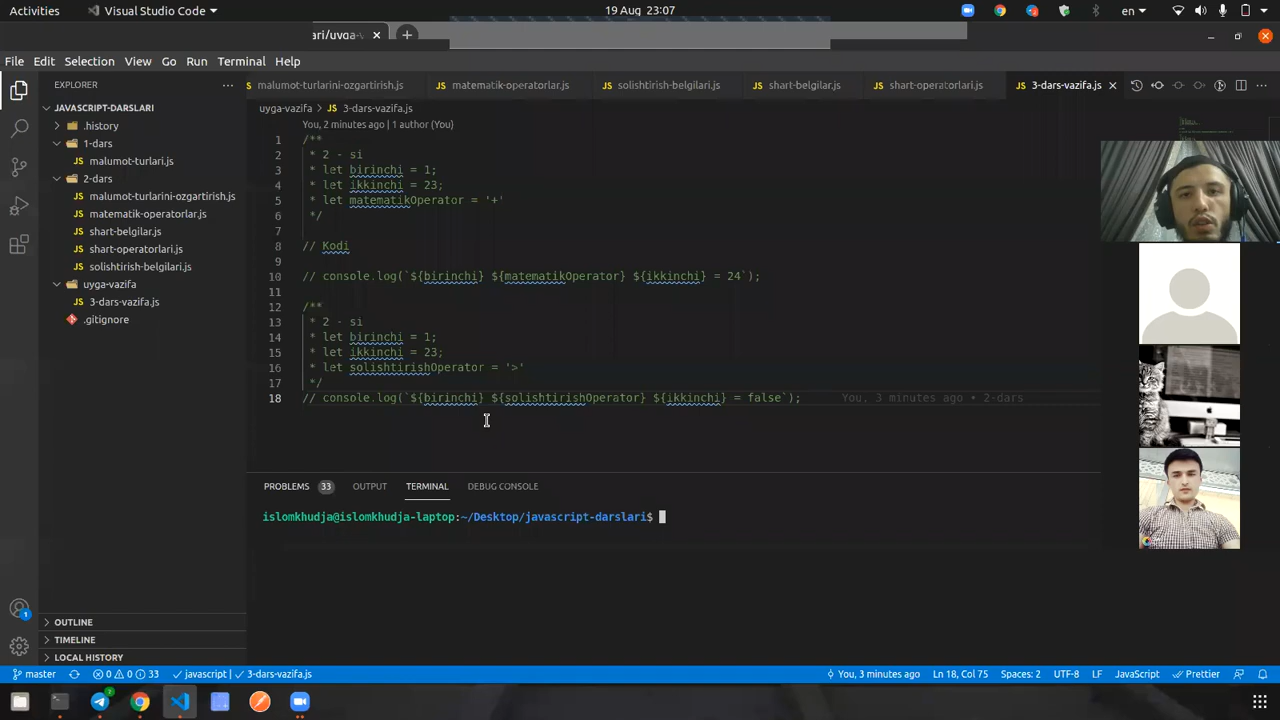 Activities
Visual Studio Code
19 Aug 23:07
en
ari/uyga-v
File Edit Selection View Go Run Terminal Help
EXPLORER
malumot-turlarini-ozgartirish.js
matematik-operatorlar.js
solishtirish-belgilari.js
shart-belgilar.js
shart-operatorlari.js
3-dars-vazifa.js
JAVASCRIPT-DARSLARI
.history
1-dars
malumot-turlari.js
2-dars
malumot-turlarini-ozgartirish.js
matematik-operatorlar.js
shart-belgilar.js
shart-operatorlari.js
solishtirish-belgilari.js
uyga-vazifa
3-dars-vazifa.js
.gitignore
OUTLINE
TIMELINE
LOCAL HISTORY
uyga-vazifa > 3-dars-vazifa.js
You, 2 minutes ago | 1 author (You)
1 /**
2 * 2 - si
3 * let birinchi = 1;
4 * let ikkinchi = 23;
5 * let matematikOperator = '+'
6 */
7
8 // Kodi
9
10 // console.log(`${birinchi} ${matematikOperator} ${ikkinchi} = 24`);
11
12 /**
13 * 2 - si
14 * let birinchi = 1;
15 * let ikkinchi = 23;
16 * let solishtirishOperator = '>'
17 */
18 // console.log(`${birinchi} ${solishtirishOperator} ${ikkinchi} = false`); You, 3 minutes ago • 2-dars
PROBLEMS 33 OUTPUT TERMINAL DEBUG CONSOLE
islomkhudja@islomkhudja-laptop:~/Desktop/javascript-darslari$
1
master 0 0 33 javascript | 3-dars-vazifa.js
You, 3 minutes ago Ln 18, Col 75 Spaces: 2 UTF-8 LF JavaScript Prettier
2